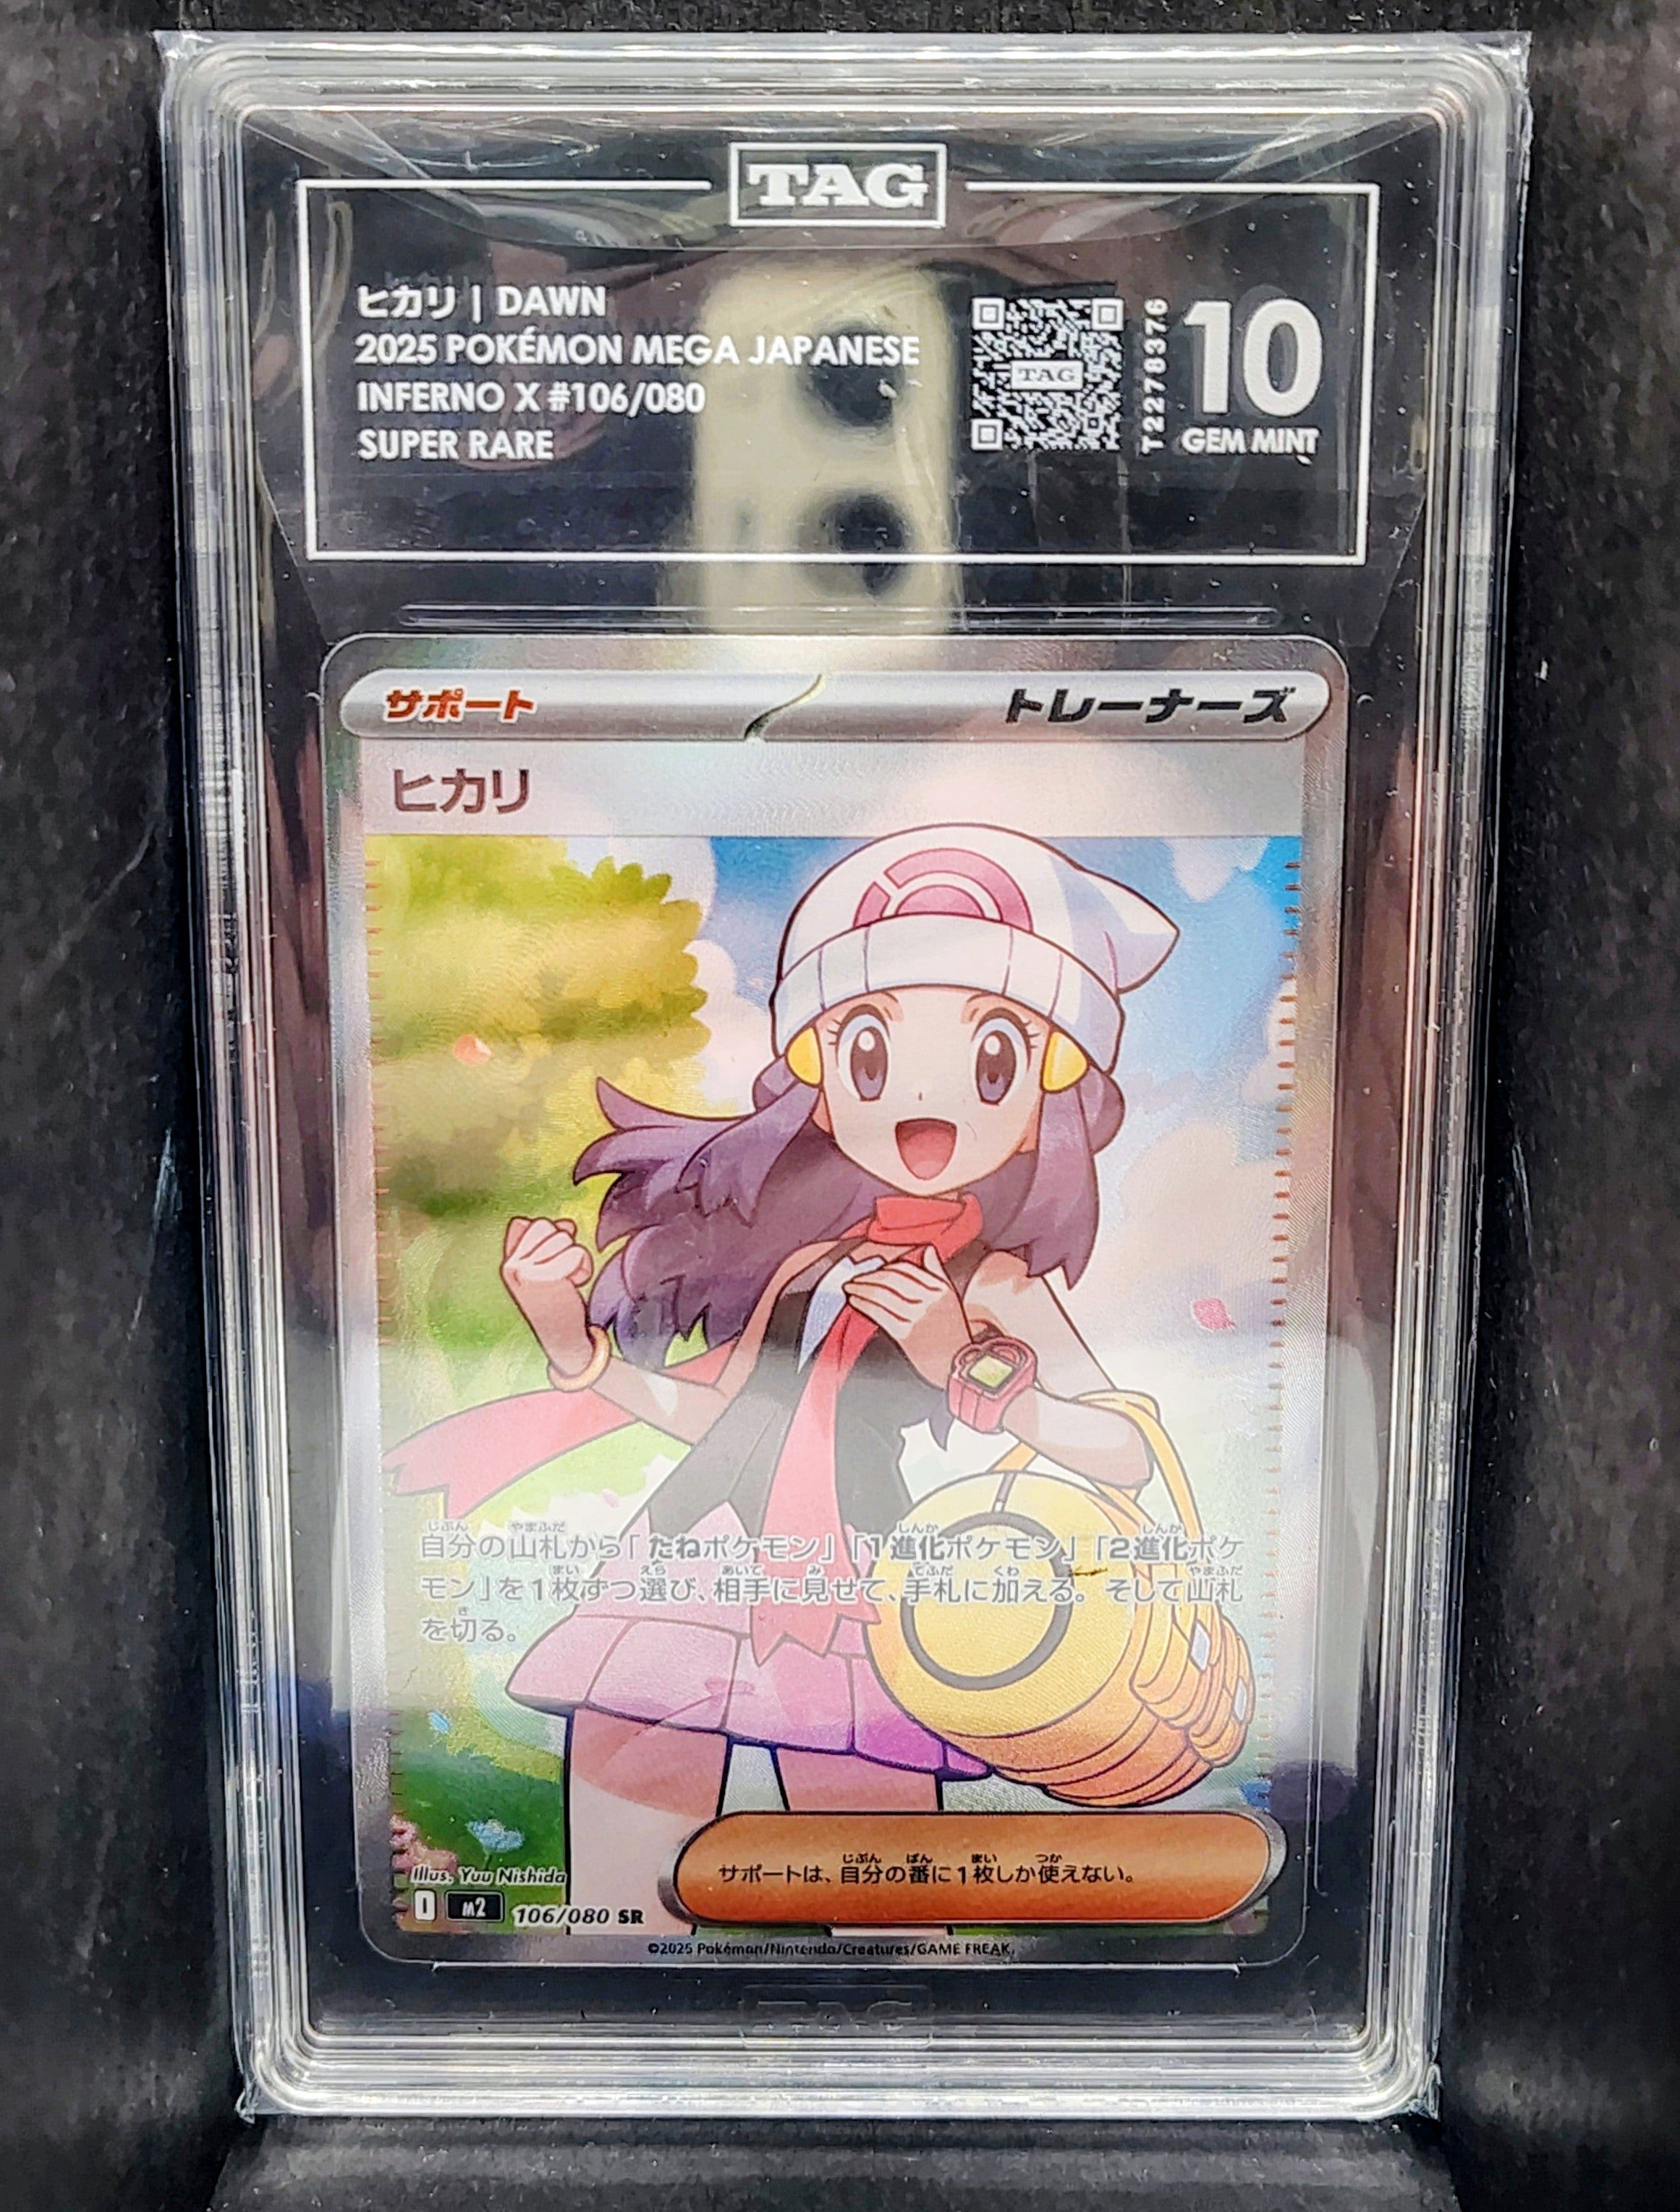 TAG
ヒカリ | DAWN
2025 POKÉMON MEGA JAPANESE
INFERNO X #106/080
SUPER RARE
TAG
T2278376
10
GEM MINT
サポート
トレーナーズ
ヒカリ
自分の山札から「たねポケモン」「1進化ポケモン」「2進化ポケ
モン」を1枚ずつ選び、相手に見せて、手札に加える。そして山札
を切る。
サポートは、自分の番に1枚しか使えない。
Illus. Yuu Nishida
I m2 106/080 SR
©2025 Pokémon/Nintendo/Creatures/GAME FREAK.
TAG